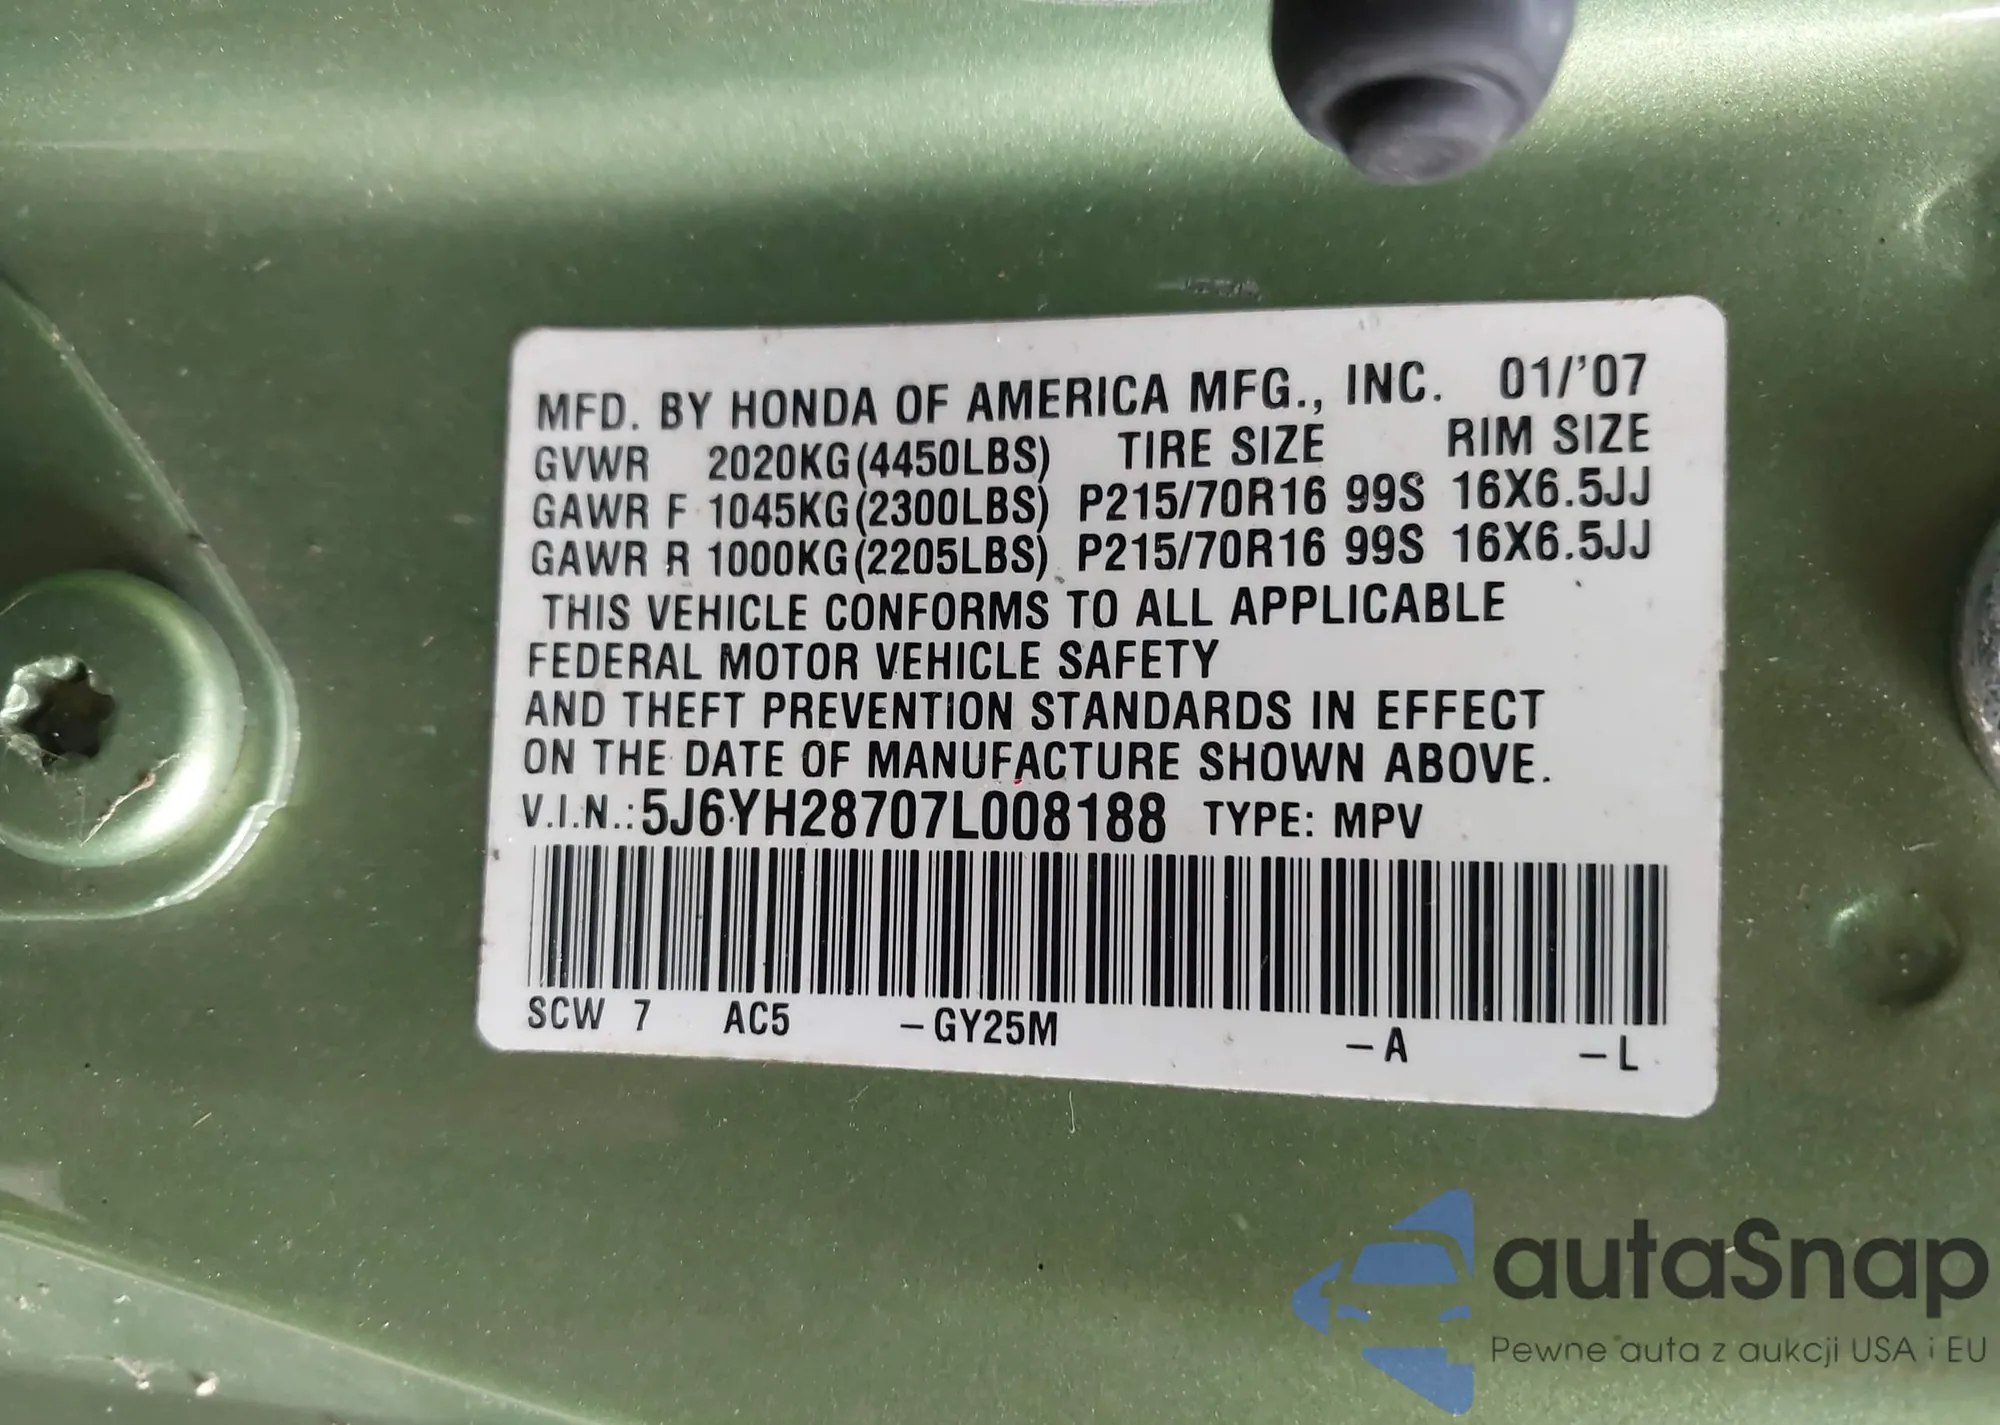 MFD. BY HONDA OF AMERICA MFG., INC. 01/'07
GVWR 2020KG(4450LBS) TIRE SIZE RIM SIZE
GAWR F 1045KG(2300LBS) P215/70R16 99S 16X6.5JJ
GAWR R 1000KG(2205LBS) P215/70R16 99S 16X6.5JJ
THIS VEHICLE CONFORMS TO ALL APPLICABLE
FEDERAL MOTOR VEHICLE SAFETY
AND THEFT PREVENTION STANDARDS IN EFFECT
ON THE DATE OF MANUFACTURE SHOWN ABOVE.
V.I.N.: 5J6YH28707L008188 TYPE: MPV
SCW 7 AC5 –GY25M –A –L
autaSnap
Pewne auta z aukcji USA i EU